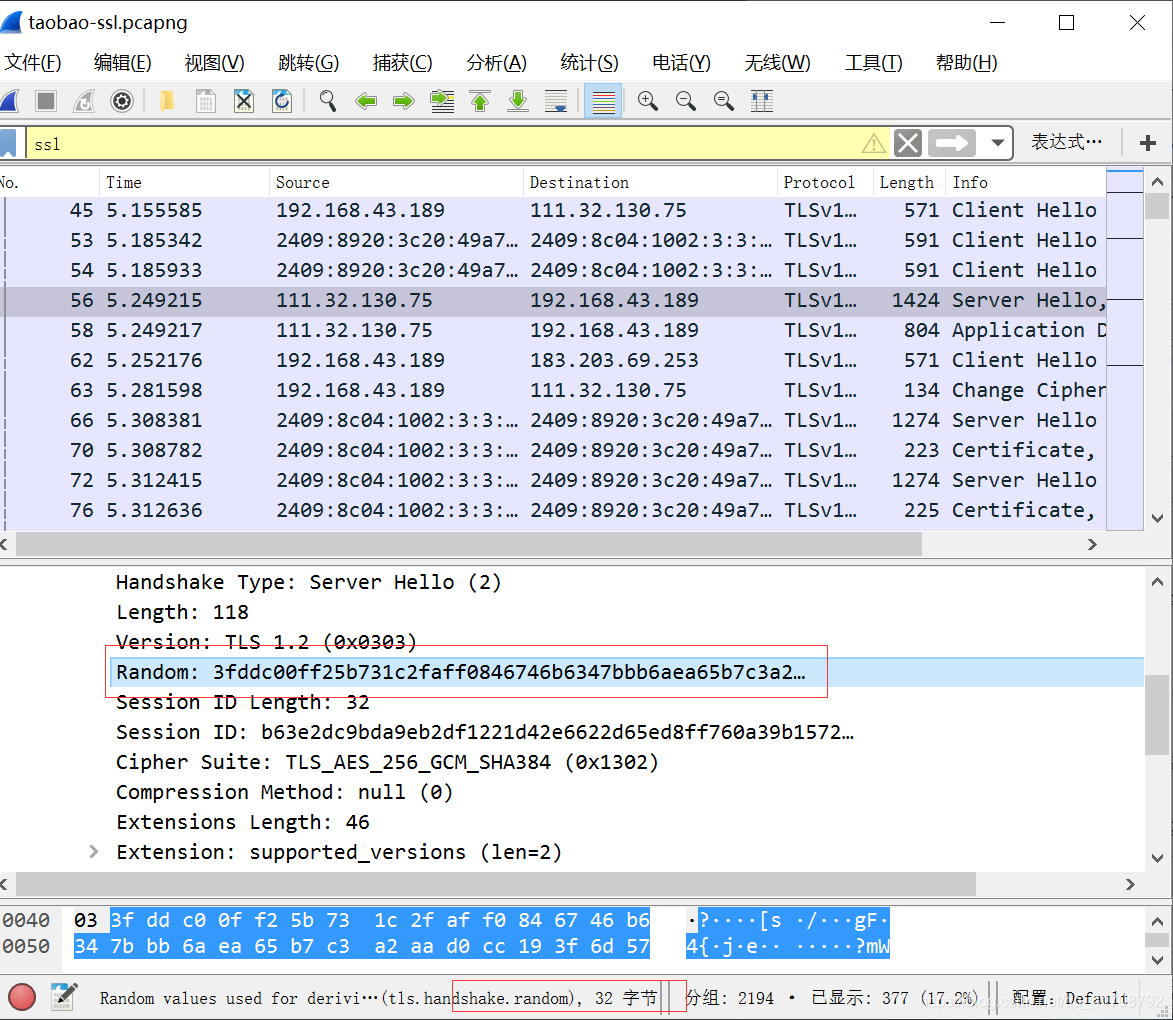 taobao-ssl.pcapng
文件(F) 编辑(E) 视图(V) 跳转(G) 捕获(C) 分析(A) 统计(S) 电话(Y) 无线(W) 工具(T) 帮助(H)
ssl 表达式…
No. Time Source Destination Protocol Length Info
45 5.155585 192.168.43.189 111.32.130.75 TLSv1… 571 Client Hello
53 5.185342 2409:8920:3c20:49a7… 2409:8c04:1002:3:3:… TLSv1… 591 Client Hello
54 5.185933 2409:8920:3c20:49a7… 2409:8c04:1002:3:3:… TLSv1… 591 Client Hello
56 5.249215 111.32.130.75 192.168.43.189 TLSv1… 1424 Server Hello,
58 5.249217 111.32.130.75 192.168.43.189 TLSv1… 804 Application D
62 5.252176 192.168.43.189 183.203.69.253 TLSv1… 571 Client Hello
63 5.281598 192.168.43.189 111.32.130.75 TLSv1… 134 Change Cipher
66 5.308381 2409:8c04:1002:3:3:… 2409:8920:3c20:49a7… TLSv1… 1274 Server Hello
70 5.308782 2409:8c04:1002:3:3:… 2409:8920:3c20:49a7… TLSv1… 223 Certificate,
72 5.312415 2409:8c04:1002:3:3:… 2409:8920:3c20:49a7… TLSv1… 1274 Server Hello
76 5.312636 2409:8c04:1002:3:3:… 2409:8920:3c20:49a7… TLSv1… 225 Certificate,
Handshake Type: Server Hello (2)
Length: 118
Version: TLS 1.2 (0x0303)
Random: 3fddc00ff25b731c2faff0846746b6347bbb6aea65b7c3a2…
Session ID Length: 32
Session ID: b63e2dc9bda9eb2df1221d42e6622d65ed8ff760a39b1572…
Cipher Suite: TLS_AES_256_GCM_SHA384 (0x1302)
Compression Method: null (0)
Extensions Length: 46
Extension: supported_versions (len=2)
0040 03 3f dd c0 0f f2 5b 73 1c 2f af f0 84 67 46 b6 ·?····[s ·/···gF·
0050 34 7b bb 6a ea 65 b7 c3 a2 aa d0 cc 19 3f 6d 57 4{·j·e·· ·····?mW
Random values used for derivi…(tls.handshake.random), 32 字节 分组: 2194 · 已显示: 377 (17.2%) 配置: Default